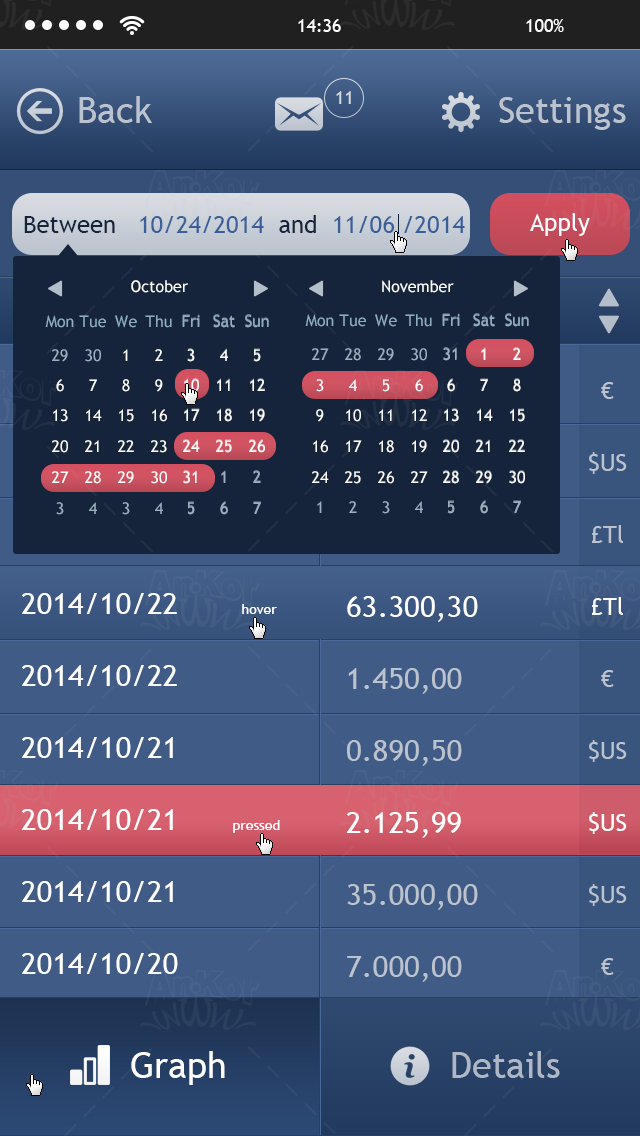 14:36 100%
Back 11 Settings
Between 10/24/2014 and 11/06/2014 Apply
October November
Mon Tue We Thu Fri Sat Sun Mon Tue We Thu Fri Sat Sun
29 30 1 2 3 4 5 27 28 29 30 31 1 2
6 7 8 9 10 11 12 3 4 5 6 6 7 8
13 14 15 16 17 18 19 9 10 11 12 13 14 15
20 21 22 23 24 25 26 16 17 18 19 20 21 22
27 28 29 30 31 1 2 24 25 26 27 28 29 30
3 4 3 4 5 6 7 1 2 3 4 5 6 7
€
$US
£Tl
2014/10/22 hover 63.300,30 £Tl
2014/10/22 1.450,00 €
2014/10/21 0.890,50 $US
2014/10/21 pressed 2.125,99 $US
2014/10/21 35.000,00 $US
2014/10/20 7.000,00 €
Graph Details